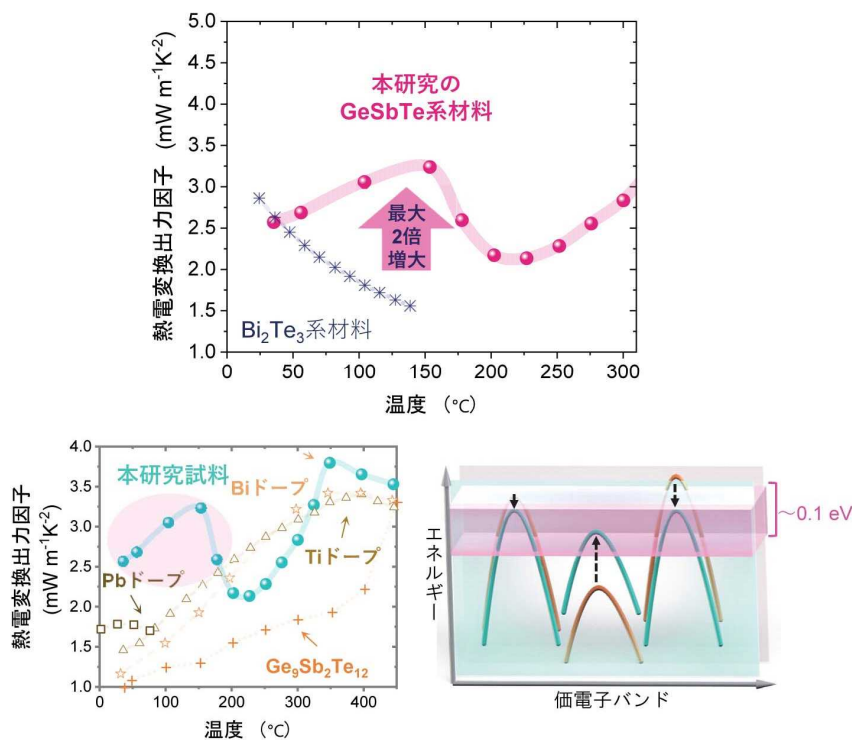 5.0
4.5
4.0
3.5
3.0
2.5
2.0
1.5
1.0
熱電変換出力因子
(mW m⁻¹K⁻²)
本研究の
GeSbTe系材料
最大
2倍
増大
Bi₂Te₃系材料
0 50 100 150 200 250 300
温度 (℃)
4.0
3.5
3.0
2.5
2.0
1.5
1.0
熱電変換出力因子
(mW m⁻¹K⁻²)
本研究試料
Biドープ
Tiドープ
Pbドープ
Ge₉Sb₂Te₁₂
0 100 200 300 400
温度 (℃)
エネルギー
~0.1 eV
価電子バンド